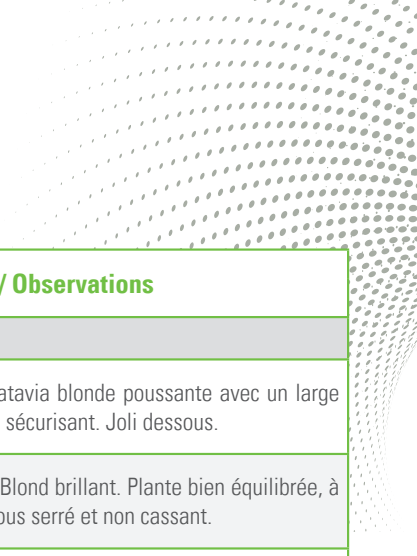 / Observations
atavia blonde poussante avec un large
sécurisant. Joli dessous.
Blond brillant. Plante bien équilibrée, à
ous serré et non cassant.